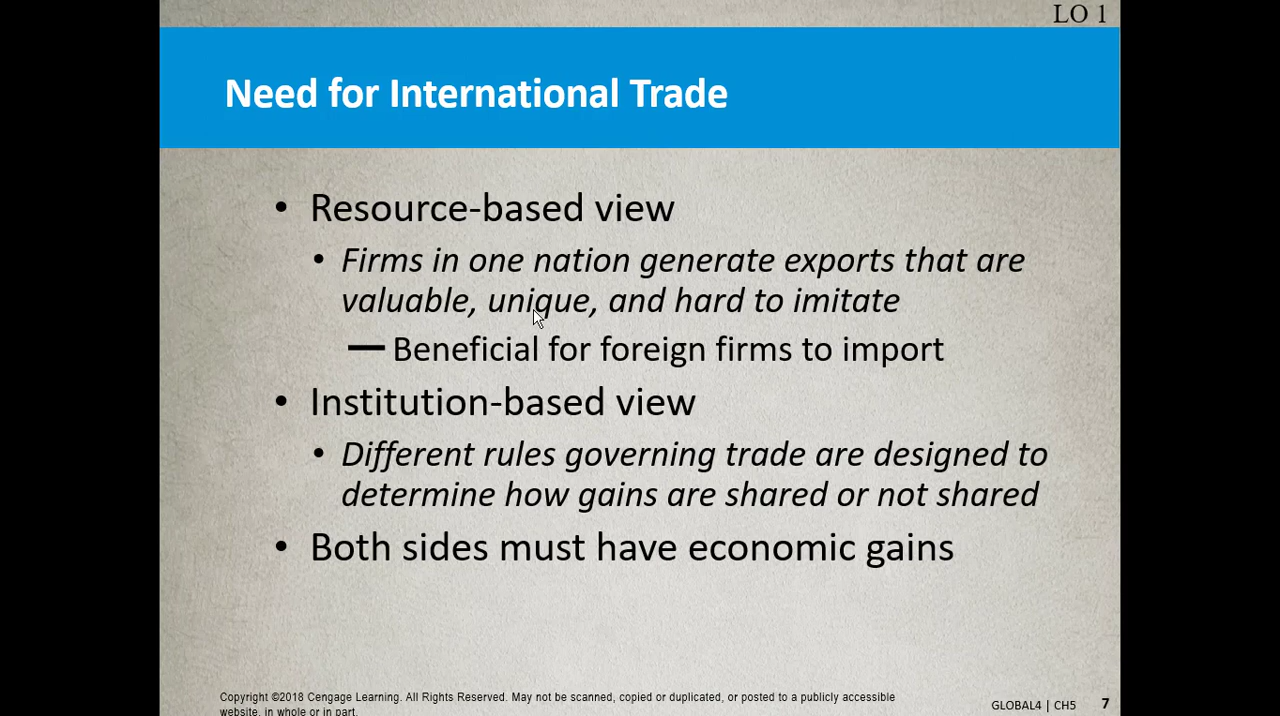 LO 1
Need for International Trade
• Resource-based view
• Firms in one nation generate exports that are
valuable, unique, and hard to imitate
— Beneficial for foreign firms to import
• Institution-based view
• Different rules governing trade are designed to
determine how gains are shared or not shared
• Both sides must have economic gains
Copyright ©2018 Cengage Learning. All Rights Reserved. May not be scanned, copied or duplicated, or posted to a publicly accessible
website, in whole or in part.
GLOBAL4 | CH5 7